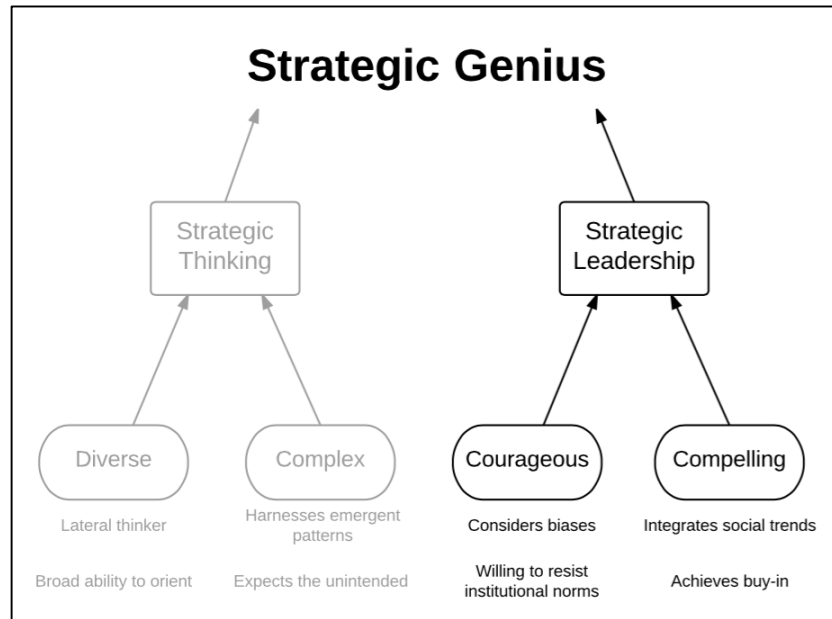 Strategic Genius
Strategic
Thinking
Strategic
Leadership
Diverse
Complex
Courageous
Compelling
Lateral thinker
Harnesses emergent
patterns
Considers biases
Integrates social trends
Broad ability to orient
Expects the unintended
Willing to resist
institutional norms
Achieves buy-in